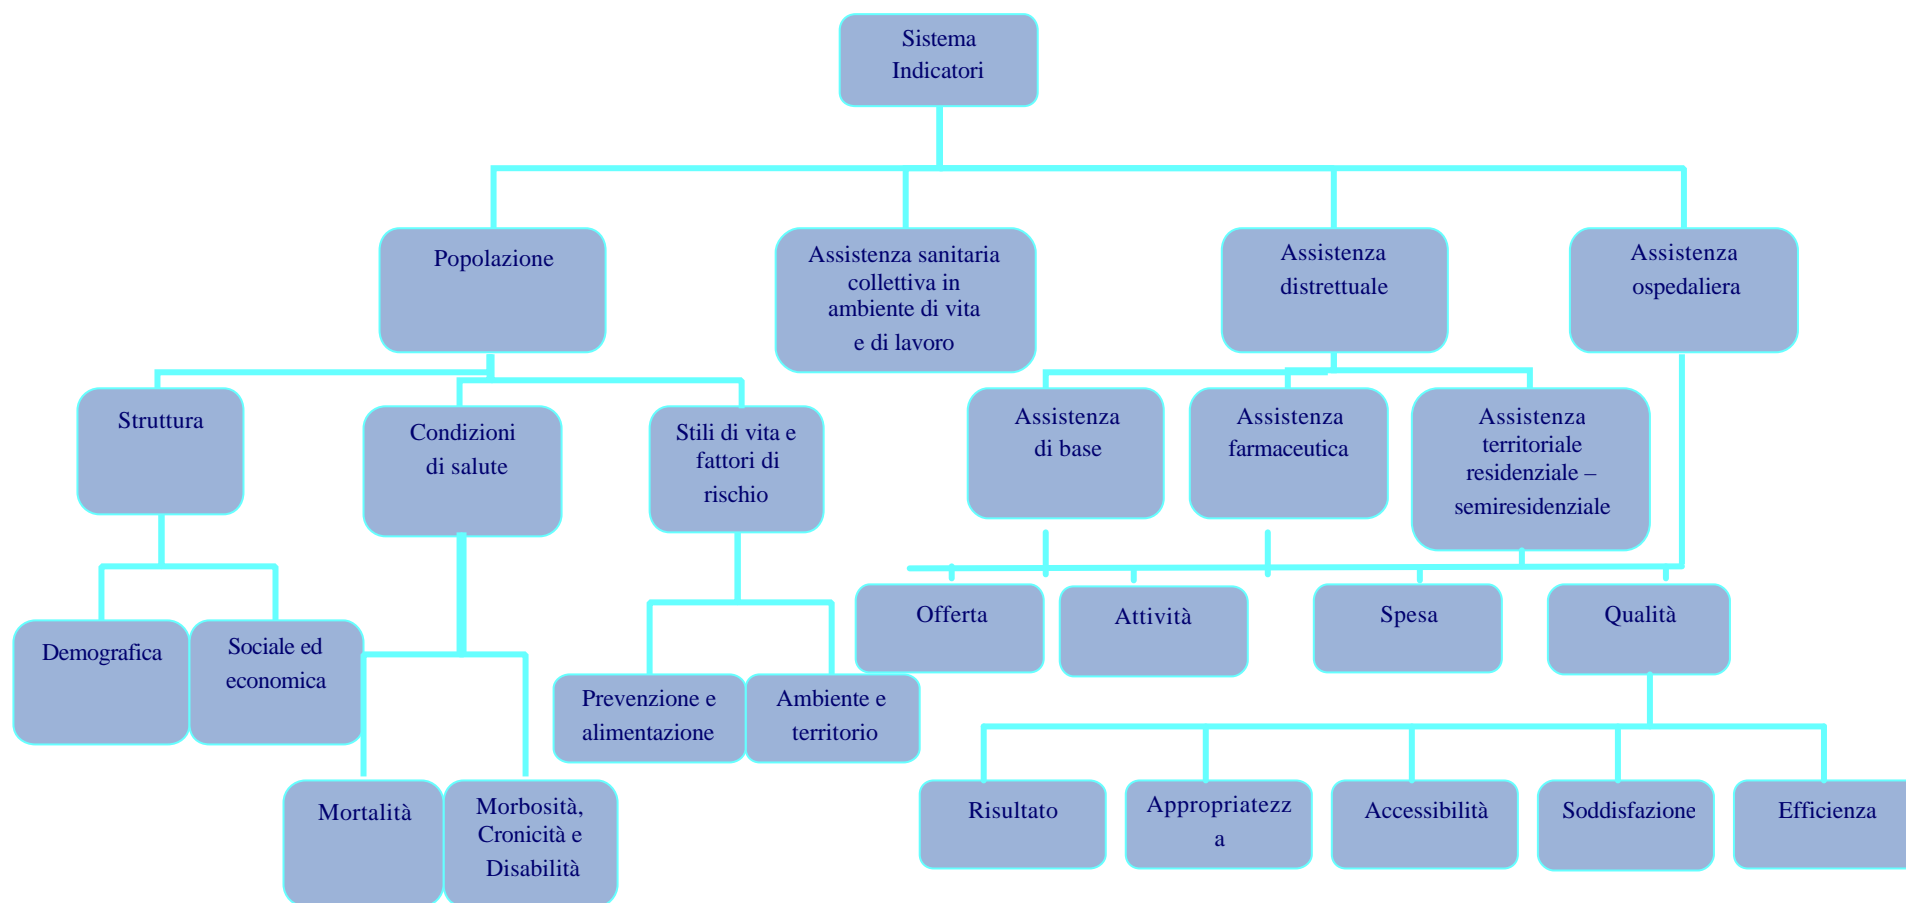 Sistema
Indicatori
Popolazione
Assistenza sanitaria
collettiva in
ambiente di vita
e di lavoro
Assistenza
distrettuale
Assistenza
ospedaliera
Struttura
Condizioni
di salute
Stili di vita e
fattori di
rischio
Assistenza
di base
Assistenza
farmaceutica
Assistenza
territoriale
residenziale –
semiresidenziale
Offerta
Attività
Spesa
Qualità
Demografica
Sociale ed
economica
Prevenzione e
alimentazione
Ambiente e
territorio
Mortalità
Morbosità,
Cronicità e
Disabilità
Risultato
Appropriatezz
a
Accessibilità
Soddisfazione
Efficienza